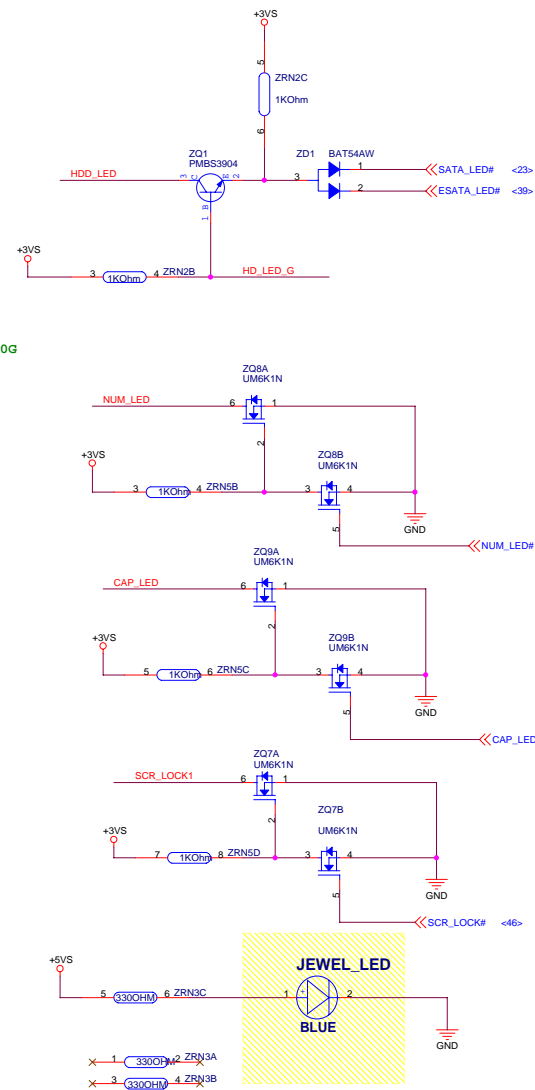 +3VS
5
ZRN2C
1KOhm
6
ZQ1
PMBS3904
ZD1 BAT54AW
HDD_LED
3 C
E 2
B
1
3
1
SATA_LED# <23>
2
ESATA_LED# <39>
+3VS
3 1KOhm 4 ZRN2B
HD_LED_G
0G
ZQ8A
UM6K1N
NUM_LED
6
1
2
+3VS
3 1KOhm 4 ZRN5B
ZQ8B
UM6K1N
3
4
5
GND
NUM_LED#
ZQ9A
UM6K1N
CAP_LED
6
1
2
+3VS
5 1KOhm 6 ZRN5C
ZQ9B
UM6K1N
3
4
5
GND
CAP_LED
ZQ7A
UM6K1N
SCR_LOCK1
6
1
2
+3VS
7 1KOhm 8 ZRN5D
ZQ7B
UM6K1N
3
4
5
GND
SCR_LOCK# <46>
+5VS
5 330OHM 6 ZRN3C
JEWEL_LED
1 + 2
BLUE
GND
1 330OHM 2 ZRN3A
3 330OHM 4 ZRN3B